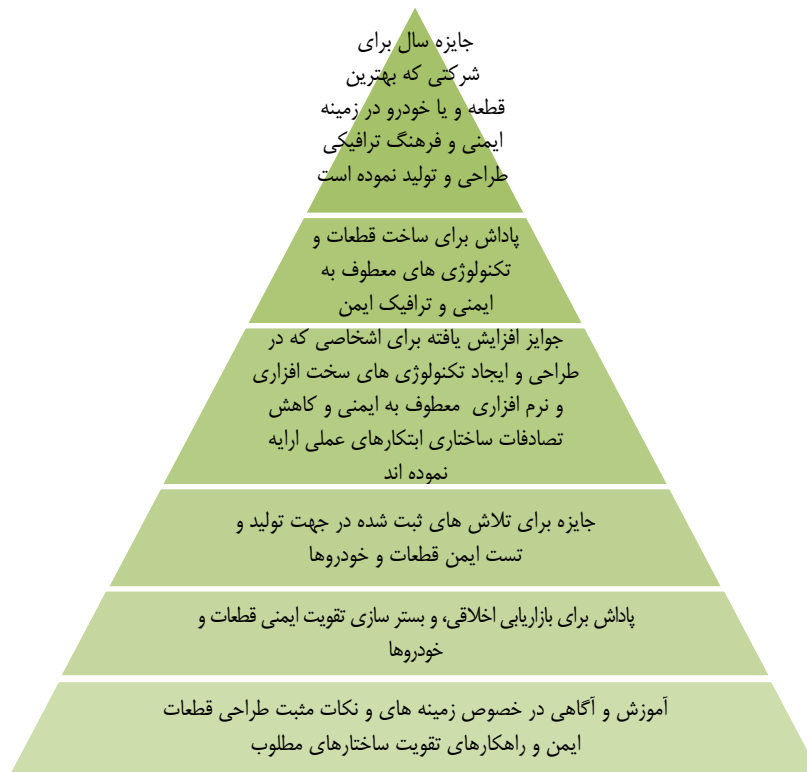 جایزه سال برای
شرکتی که بهترین
قطعه و یا خودرو در زمینه
ایمنی و فرهنگ ترافیکی
طراحی و تولید نموده است
پاداش برای ساخت قطعات و
تکنولوژی های معطوف به
ایمنی و ترافیک ایمن
جوایز افزایش یافته برای اشخاصی که در
طراحی و ایجاد تکنولوژی های سخت افزاری
و نرم افزاری معطوف به ایمنی و کاهش
تصادفات ساختاری ابتکارهای عملی ارایه
نموده اند
جایزه برای تلاش های ثبت شده در جهت تولید و
تست ایمن قطعات و خودروها
پاداش برای بازاریابی اخلاقی، و بستر سازی تقویت ایمنی قطعات و
خودروها
آموزش و آگاهی در خصوص زمینه های و نکات مثبت طراحی قطعات
ایمن و راهکارهای تقویت ساختارهای مطلوب